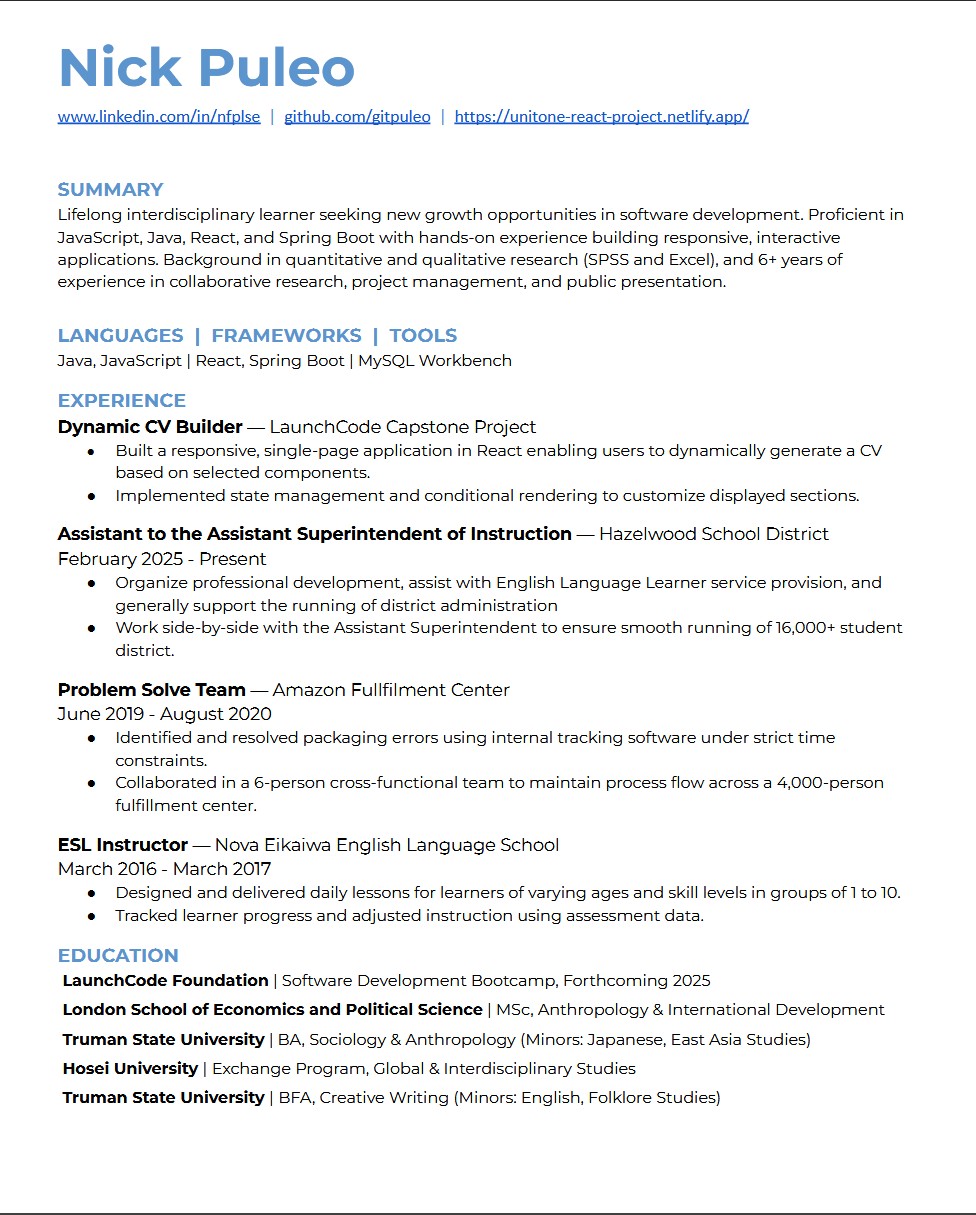 Nick Puleo
www.linkedin.com/in/nfplse | github.com/gitpuleo | https://unitone-react-project.netlify.app/
SUMMARY
Lifelong interdisciplinary learner seeking new growth opportunities in software development. Proficient in
JavaScript, Java, React, and Spring Boot with hands-on experience building responsive, interactive
applications. Background in quantitative and qualitative research (SPSS and Excel), and 6+ years of
experience in collaborative research, project management, and public presentation.
LANGUAGES | FRAMEWORKS | TOOLS
Java, JavaScript | React, Spring Boot | MySQL Workbench
EXPERIENCE
Dynamic CV Builder — LaunchCode Capstone Project
● Built a responsive, single-page application in React enabling users to dynamically generate a CV
based on selected components.
● Implemented state management and conditional rendering to customize displayed sections.
Assistant to the Assistant Superintendent of Instruction — Hazelwood School District
February 2025 - Present
● Organize professional development, assist with English Language Learner service provision, and
generally support the running of district administration
● Work side-by-side with the Assistant Superintendent to ensure smooth running of 16,000+ student
district.
Problem Solve Team — Amazon Fullfilment Center
June 2019 - August 2020
● Identified and resolved packaging errors using internal tracking software under strict time
constraints.
● Collaborated in a 6-person cross-functional team to maintain process flow across a 4,000-person
fulfillment center.
ESL Instructor — Nova Eikaiwa English Language School
March 2016 - March 2017
● Designed and delivered daily lessons for learners of varying ages and skill levels in groups of 1 to 10.
● Tracked learner progress and adjusted instruction using assessment data.
EDUCATION
LaunchCode Foundation | Software Development Bootcamp, Forthcoming 2025
London School of Economics and Political Science | MSc, Anthropology & International Development
Truman State University | BA, Sociology & Anthropology (Minors: Japanese, East Asia Studies)
Hosei University | Exchange Program, Global & Interdisciplinary Studies
Truman State University | BFA, Creative Writing (Minors: English, Folklore Studies)